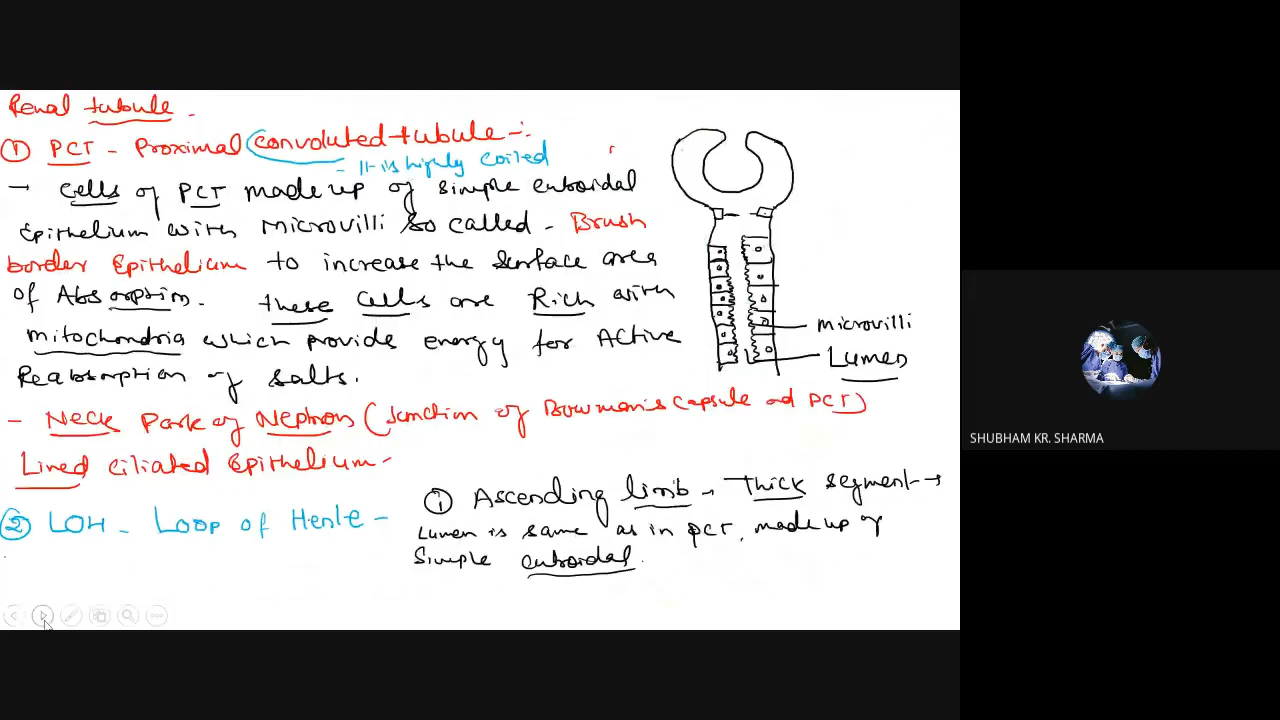 Renal tubule -
① PCT - Proximal convoluted tubule -:
= It is highly coiled
→ cells of PCT made up of simple cuboidal
Epithelium with Microvilli so called - Brush
border Epithelium to increase the surface area
of Absorption. These cells are Rich with
mitochondria which provide energy for Active
Reabsorption of salts.
microvilli
Lumen
- Neck Part of Nephron (Junction of Bowman's capsule and PCT)
Lined ciliated Epithelium -
② LOH - Loop of Henle -
① Ascending limb - Thick segment →
Lumen is same as in PCT, made up of
Simple cuboidal.
SHUBHAM KR. SHARMA